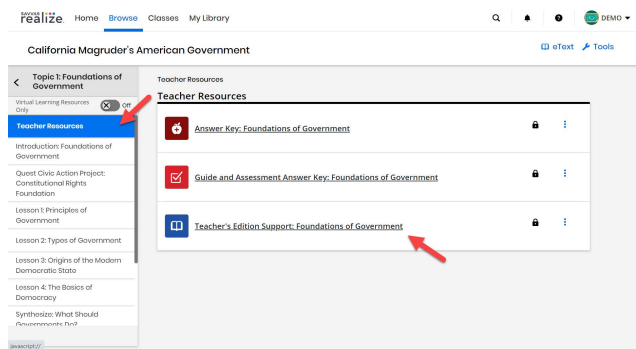 SAVVAS
realize. Home Browse Classes My Library DEMO
California Magruder's American Government eText Tools
Topic 1: Foundations of
Government
Virtual Learning Resources
Only
Off
Teacher Resources
Introduction: Foundations of
Government
Quest Civic Action Project:
Constitutional Rights
Foundation
Lesson 1: Principles of
Government
Lesson 2: Types of Government
Lesson 3: Origins of the Modern
Democratic State
Lesson 4: The Basics of
Democracy
Synthesize: What Should
Governments Do?
javascript://
Teacher Resources
Teacher Resources
Answer Key: Foundations of Government
Guide and Assessment Answer Key: Foundations of Government
Teacher's Edition Support: Foundations of Government